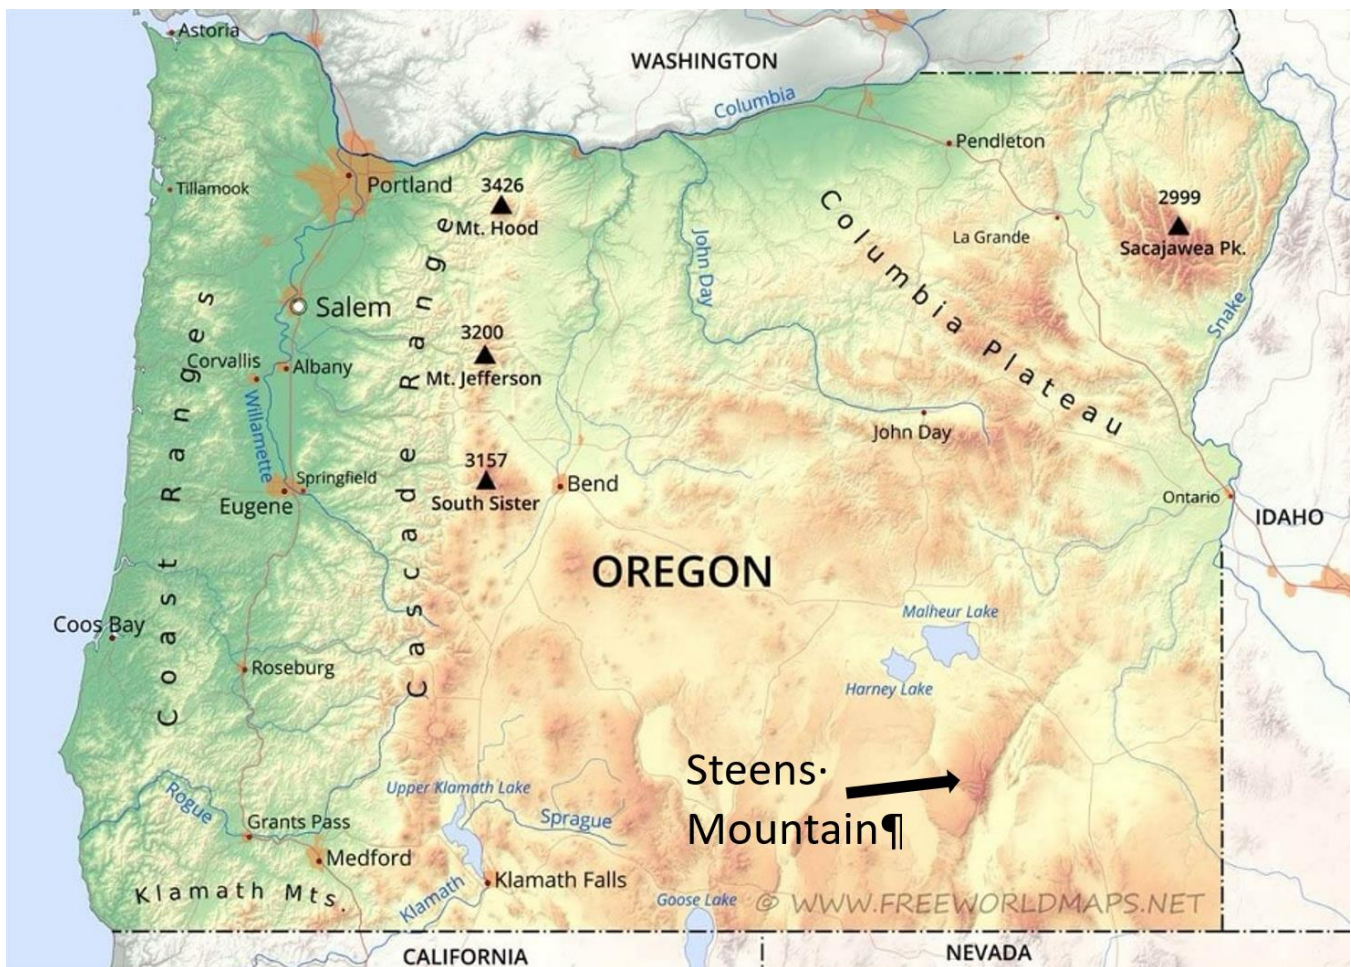 Astoria
WASHINGTON
Columbia
Pendleton
Portland
Tillamook
3426
Mt. Hood
2999
Sacajawea Pk.
La Grande
John Day
Columbia Plateau
Snake
Salem
Coast Ranges
Cascade Range
3200
Mt. Jefferson
Corvallis
Albany
Willamette
John Day
3157
South Sister
Springfield
Eugene
Bend
Ontario
IDAHO
OREGON
Malheur Lake
Harney Lake
Coos Bay
Roseburg
Steens·
Mountain¶
Upper Klamath Lake
Sprague
Rogue
Grants Pass
Medford
Klamath Mts.
Klamath
Klamath Falls
Goose Lake
© WWW.FREEWORLDMAPS.NET
CALIFORNIA
NEVADA